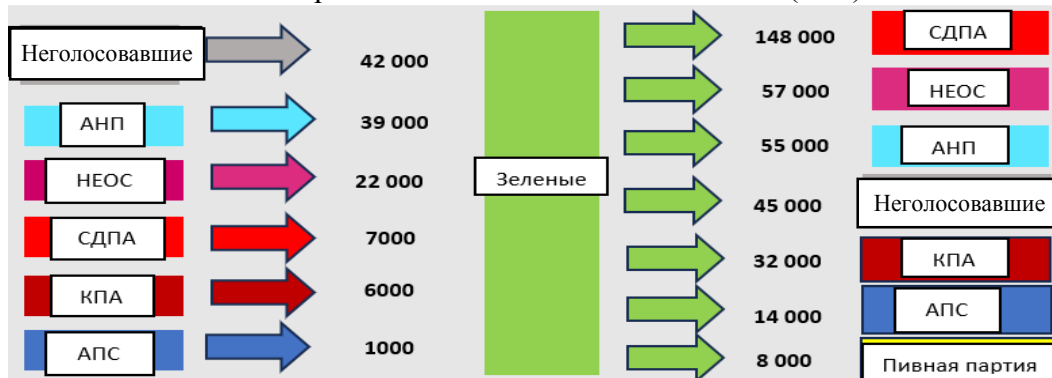 Неголосовавшие
42 000
АНП
39 000
НЕОС
22 000
СДПА
7000
КПА
6000
АПС
1000
Зеленые
148 000
СДПА
57 000
НЕОС
55 000
АНП
45 000
Неголосовавшие
32 000
КПА
14 000
АПС
8 000
Пивная партия